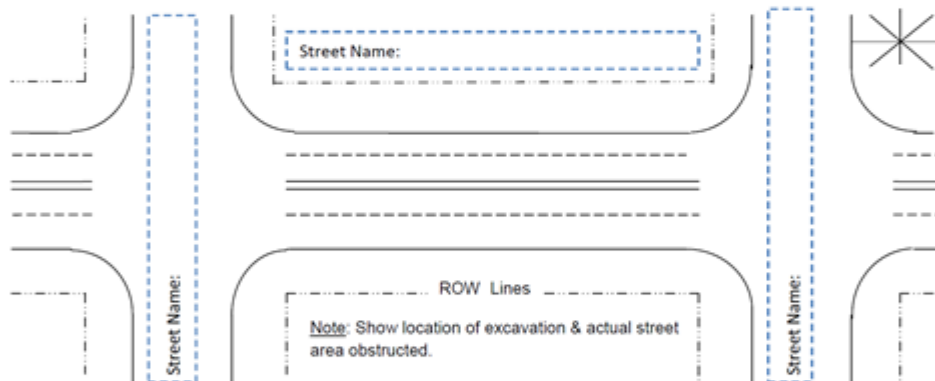 Street Name:
Street Name:
Street Name:
ROW Lines
Note: Show location of excavation & actual street
area obstructed.